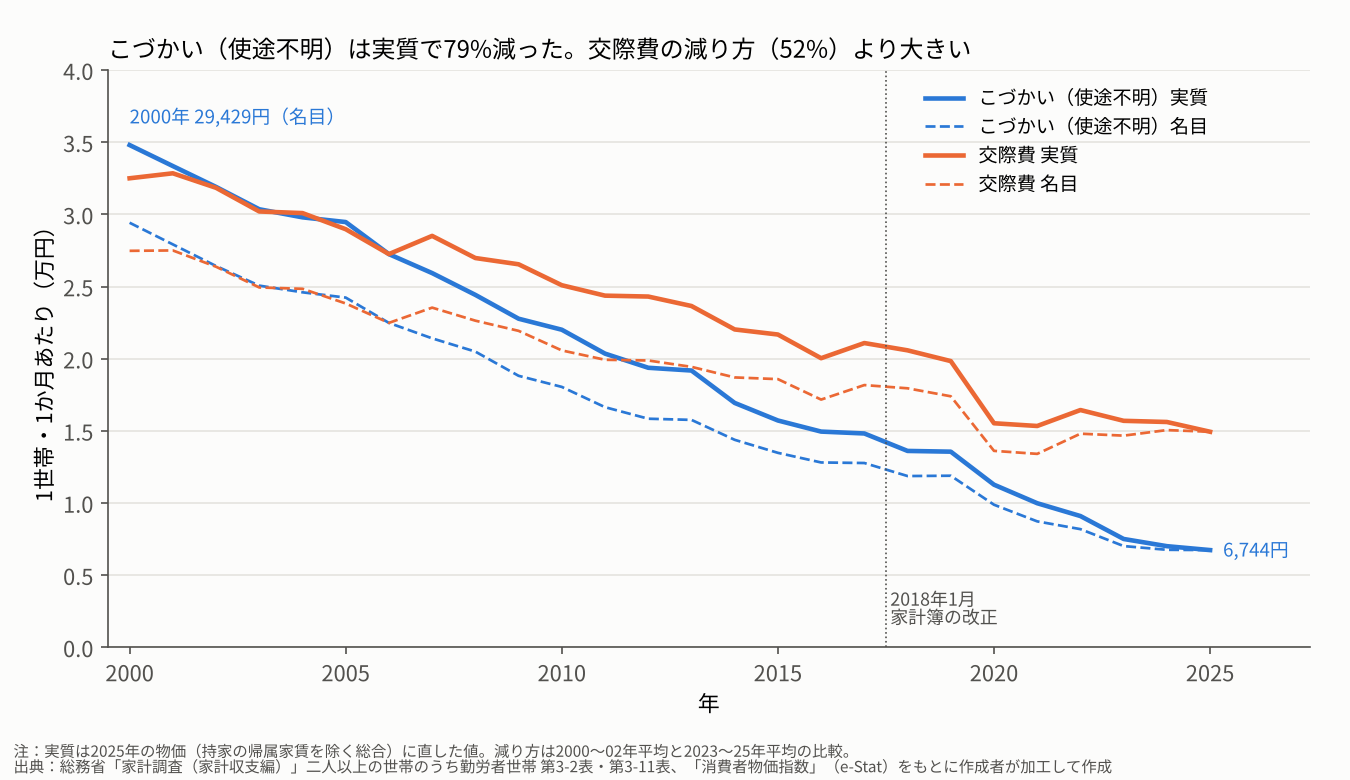 こづかい（使途不明）は実質で79%減った。交際費の減り方（52%）より大きい
4.0
3.5
3.0
2.5
2.0
1.5
1.0
0.5
0.0
1世帯・1か月あたり（万円）
2000年 29,429円（名目）
こづかい（使途不明）実質
こづかい（使途不明）名目
交際費 実質
交際費 名目
6,744円
2018年1月
家計簿の改正
2000
2005
2010
2015
2020
2025
年
注：実質は2025年の物価（持家の帰属家賃を除く総合）に直した値。減り方は2000〜02年平均と2023〜25年平均の比較。
出典：総務省「家計調査（家計収支編）」二人以上の世帯のうち勤労者世帯 第3-2表・第3-11表、「消費者物価指数」（e-Stat）をもとに作成者が加工して作成